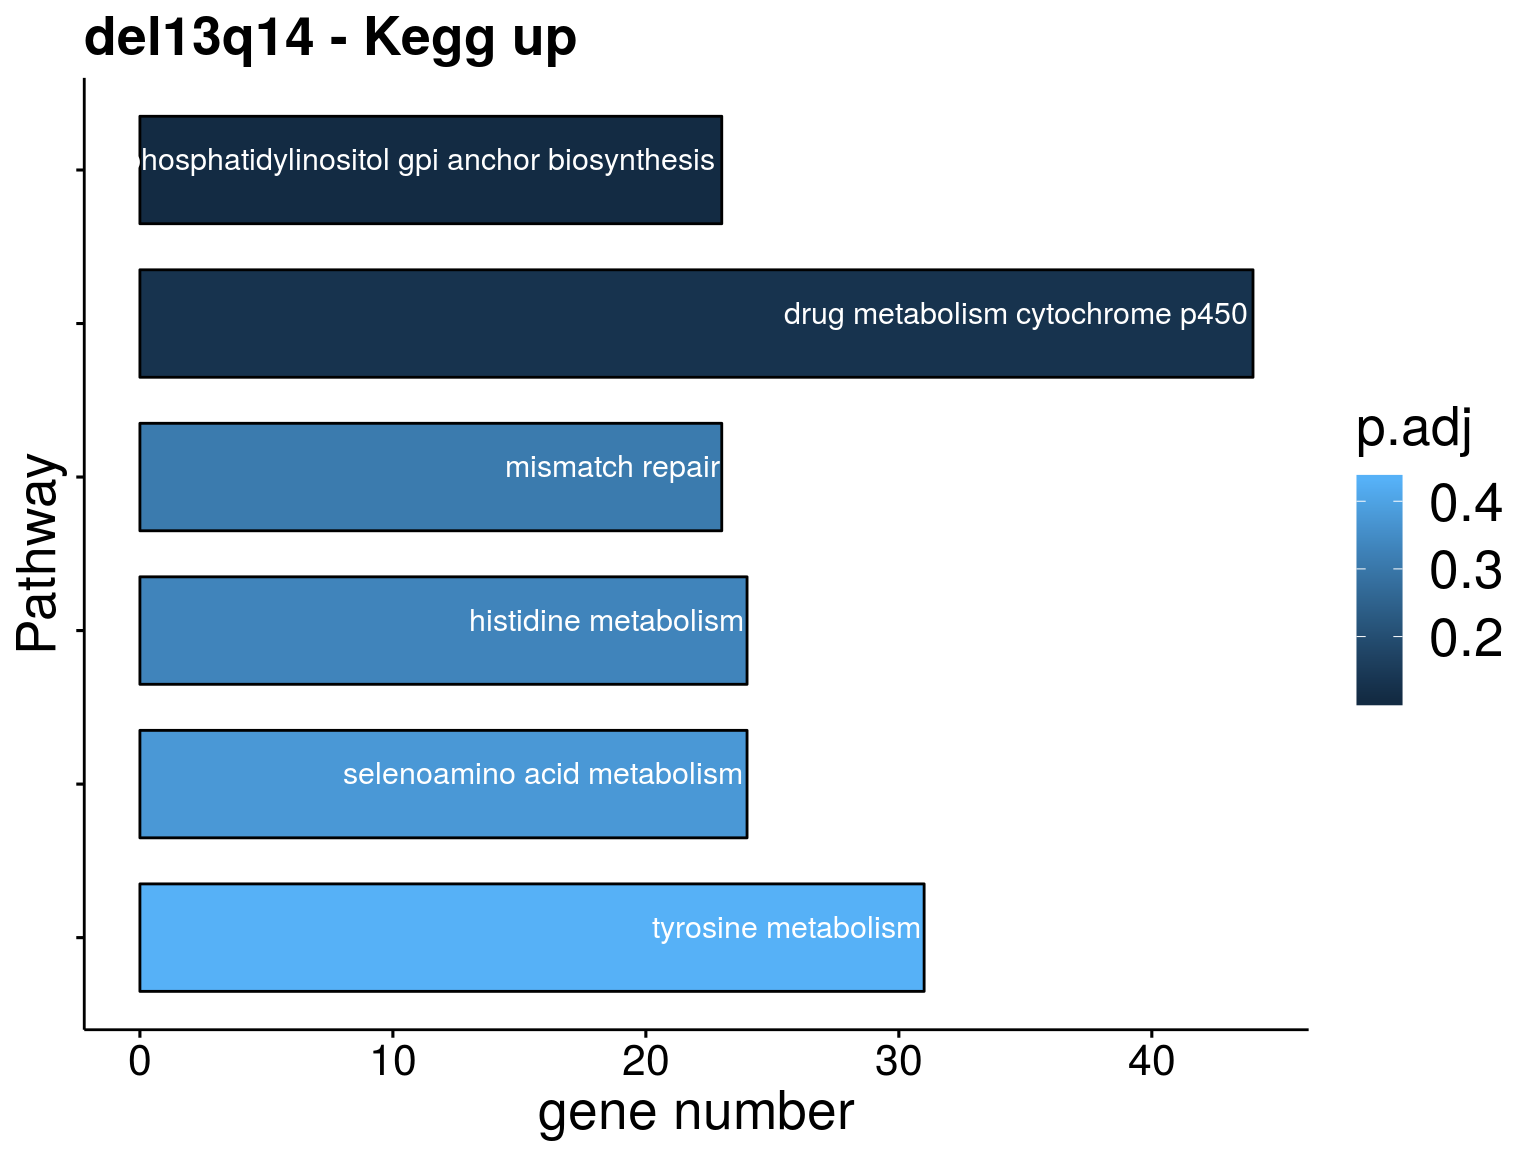 del13q14 - Kegg up
phosphatidylinositol gpi anchor biosynthesis
drug metabolism cytochrome p450
mismatch repair
histidine metabolism
selenoamino acid metabolism
tyrosine metabolism
Pathway
0 10 20 30 40
gene number
p.adj
0.4
0.3
0.2